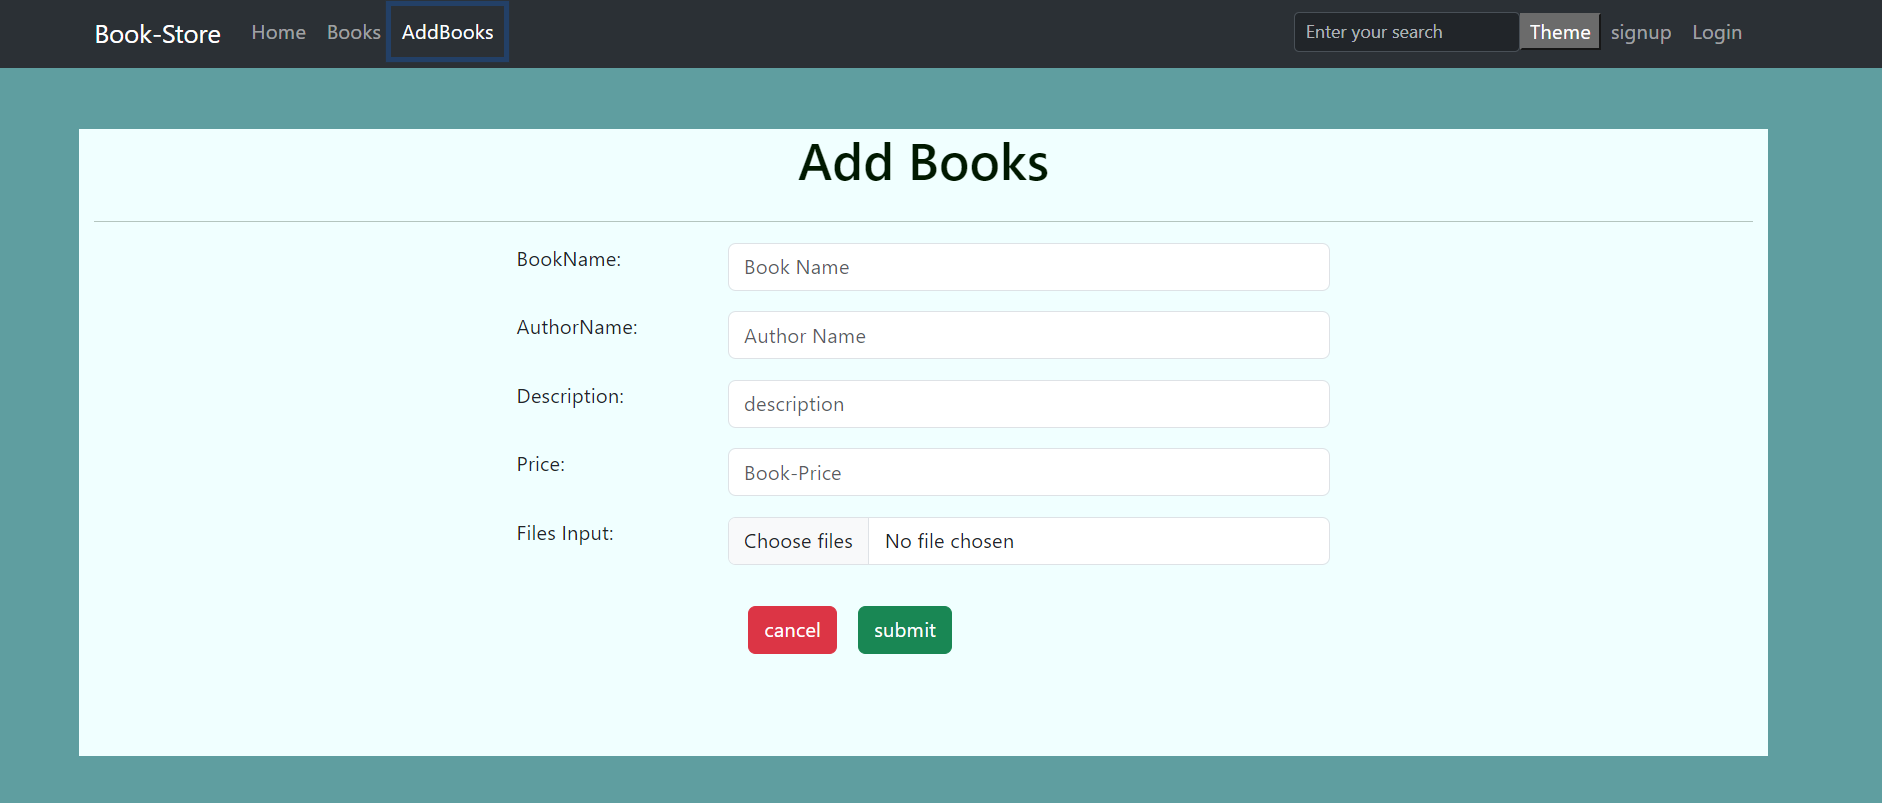 Book-Store Home Books AddBooks Enter your search Theme signup Login
Add Books
BookName: Book Name
AuthorName: Author Name
Description: description
Price: Book-Price
Files Input: Choose files No file chosen
cancel submit